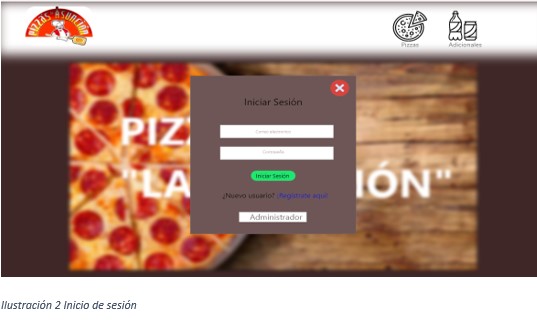 PIZZAS ASUNCIÓN
Pizzas
Adicionales
Iniciar Sesión
Correo electrónico
Contraseña
Iniciar Sesión
¿Nuevo usuario? ¡Regístrate aquí!
Administrador
PIZ
"LA
IÓN"
Ilustración 2 Inicio de sesión